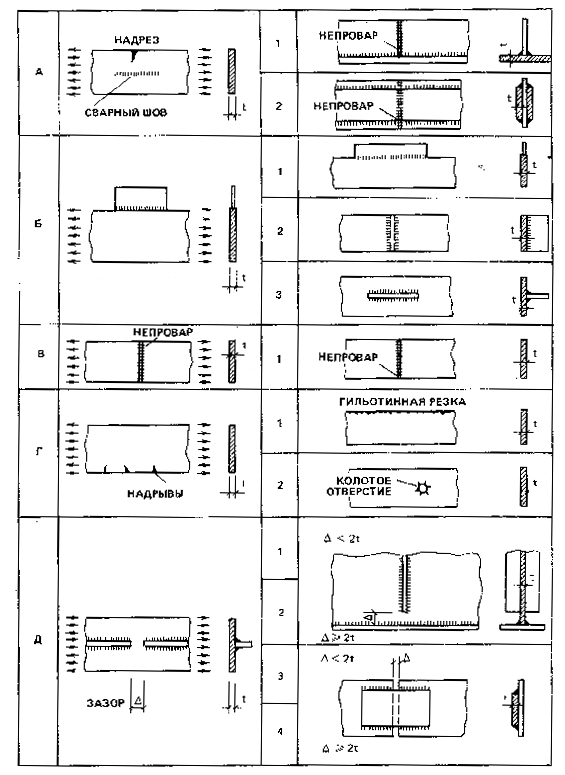 А
НАДРЕЗ
СВАРНЫЙ ШОВ
t
1
НЕПРОВАР
t
2
НЕПРОВАР
t
Б
t
1
t
2
t
3
t
В
НЕПРОВАР
t
1
НЕПРОВАР
t
Г
НАДРЫВЫ
1
ГИЛЬОТИННАЯ РЕЗКА
t
2
КОЛОТОЕ
ОТВЕРСТИЕ
t
Д
ЗАЗОР
Δ
t
1
Δ < 2t
2
Δ
Δ ⩾ 2t
3
Δ < 2t
Δ
4
Δ ⩾ 2t